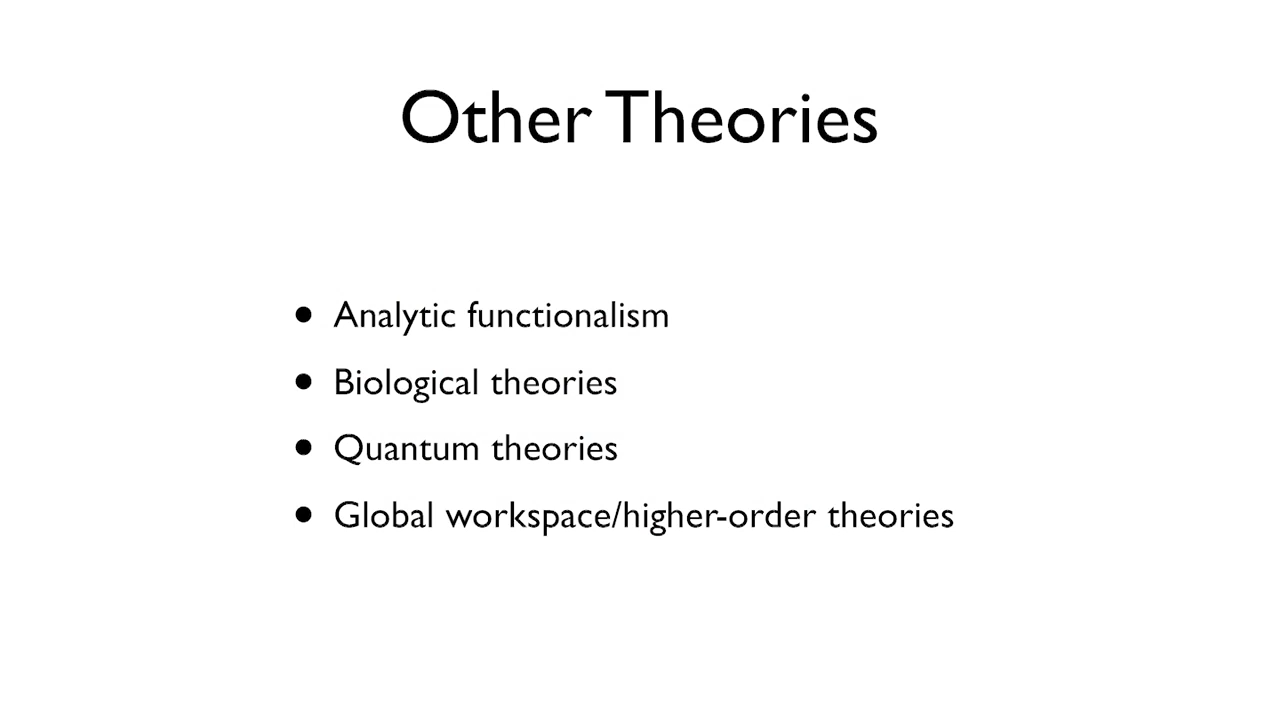 Other Theories
• Analytic functionalism
• Biological theories
• Quantum theories
• Global workspace/higher-order theories